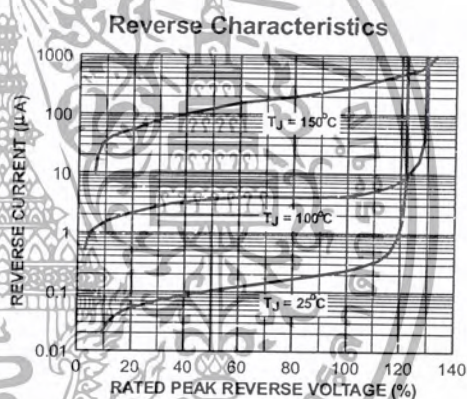 Reverse Characteristics
REVERSE CURRENT (μA)
1000
100
10
1
0.1
0.01
TJ = 150°C
TJ = 100°C
TJ = 25°C
0 20 40 60 80 100 120 140
RATED PEAK REVERSE VOLTAGE (%)